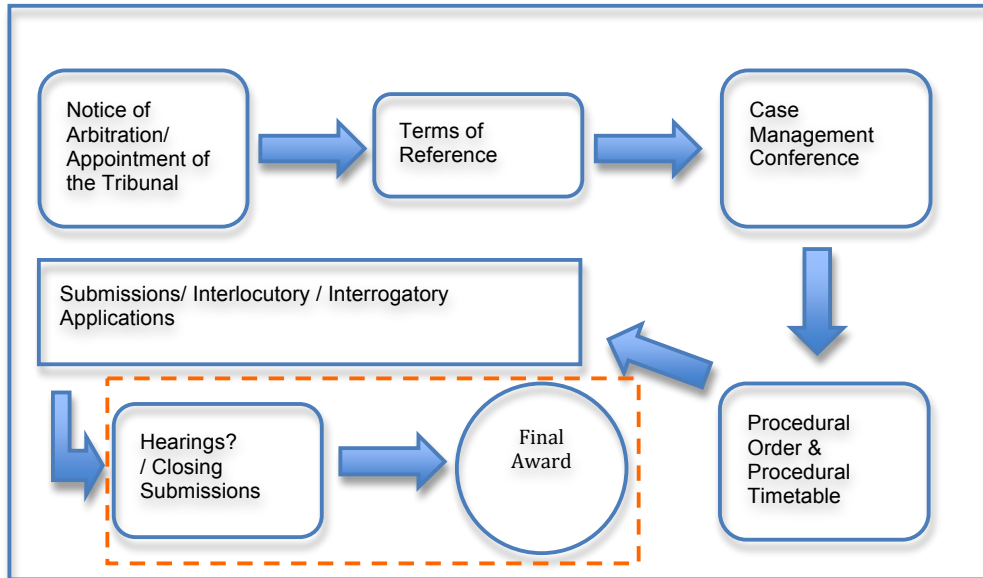 Notice of
Arbitration/
Appointment of
the Tribunal
Terms of
Reference
Case
Management
Conference
Submissions/ Interlocutory / Interrogatory
Applications
Hearings?
/ Closing
Submissions
Final
Award
Procedural
Order &
Procedural
Timetable